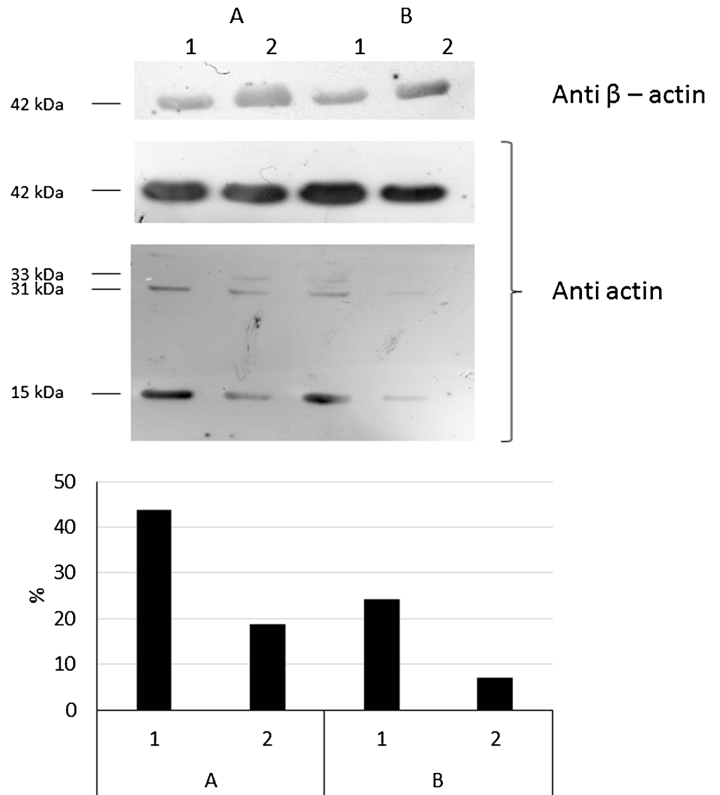 A B
1 2 1 2
42 kDa Anti β – actin
42 kDa
33 kDa
31 kDa Anti actin
15 kDa
50
40
30
20
10
0
%
1 2 1 2
A B